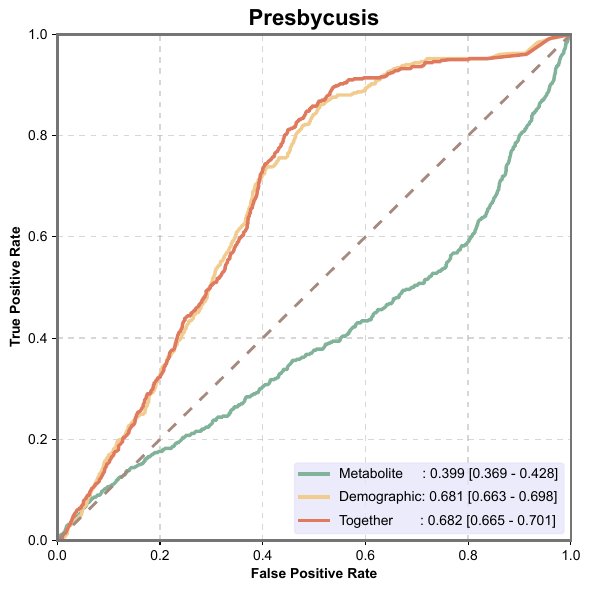 Presbycusis
True Positive Rate
1.0
0.8
0.6
0.4
0.2
0.0
Metabolite : 0.399 [0.369 - 0.428]
Demographic: 0.681 [0.663 - 0.698]
Together : 0.682 [0.665 - 0.701]
0.0 0.2 0.4 0.6 0.8 1.0
False Positive Rate